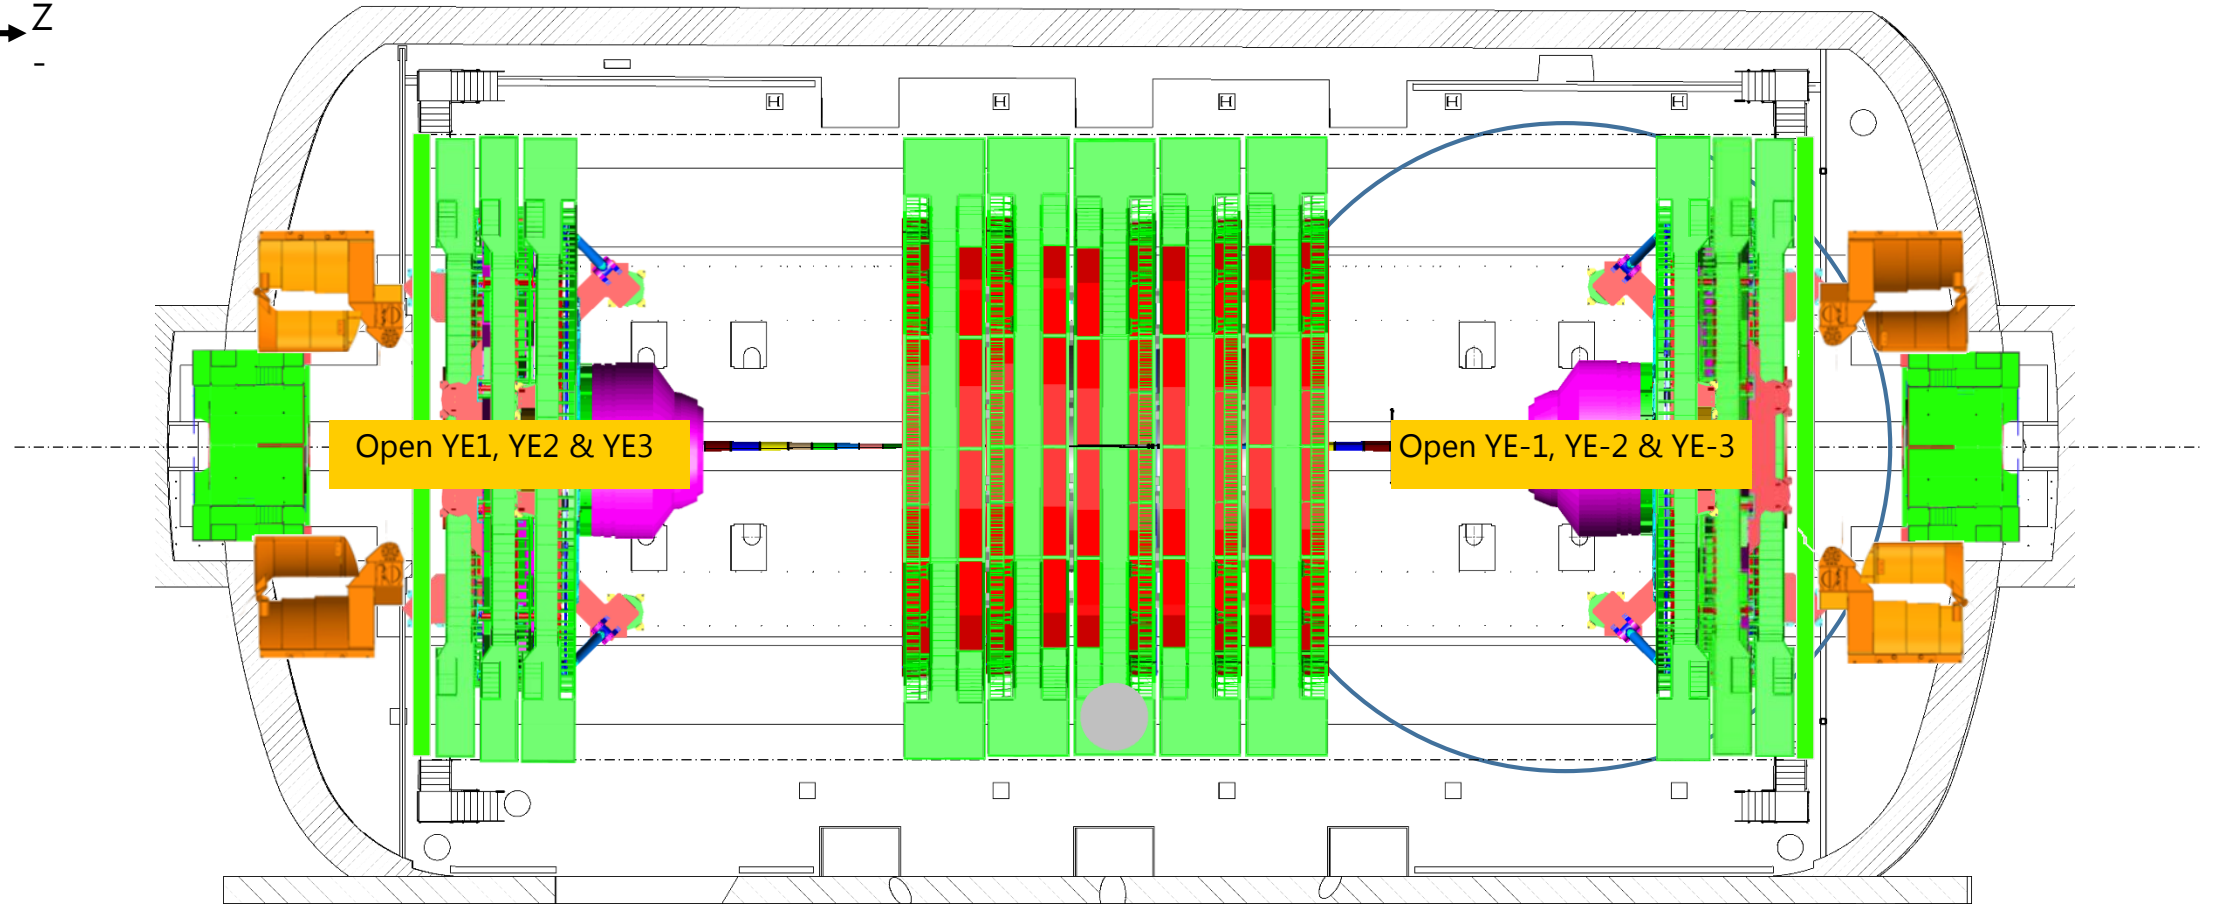 Z
-
Open YE1, YE2 & YE3
Open YE-1, YE-2 & YE-3